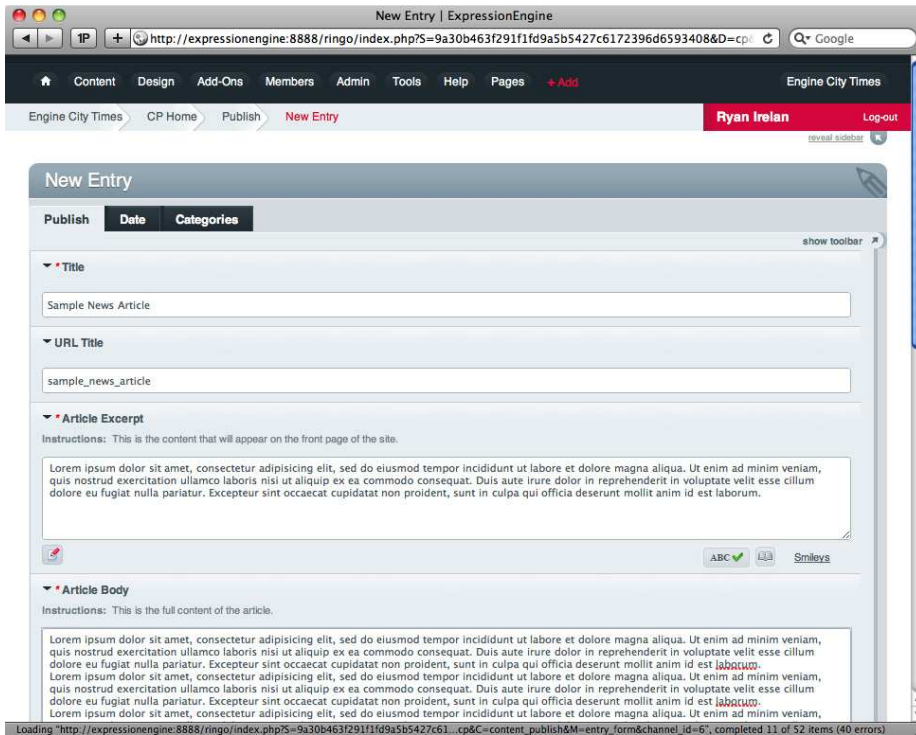 New Entry | ExpressionEngine
1P + http://expressionengine:8888/ringo/index.php?S=9a30b463f291f1fd9a5b5427c6172396d6593408&D=cp& Google
Content Design Add-Ons Members Admin Tools Help Pages +Add Engine City Times
Engine City Times CP Home Publish New Entry Ryan Irelan Log-out
reveal sidebar
New Entry
Publish Date Categories
show toolbar
* Title
Sample News Article
URL Title
sample_news_article
* Article Excerpt
Instructions: This is the content that will appear on the front page of the site.
Lorem ipsum dolor sit amet, consectetur adipisicing elit, sed do eiusmod tempor incididunt ut labore et dolore magna aliqua. Ut enim ad minim veniam,
quis nostrud exercitation ullamco laboris nisi ut aliquip ex ea commodo consequat. Duis aute irure dolor in reprehenderit in voluptate velit esse cillum
dolore eu fugiat nulla pariatur. Excepteur sint occaecat cupidatat non proident, sunt in culpa qui officia deserunt mollit anim id est laborum.
ABC Smileys
* Article Body
Instructions: This is the full content of the article.
Lorem ipsum dolor sit amet, consectetur adipisicing elit, sed do eiusmod tempor incididunt ut labore et dolore magna aliqua. Ut enim ad minim veniam,
quis nostrud exercitation ullamco laboris nisi ut aliquip ex ea commodo consequat. Duis aute irure dolor in reprehenderit in voluptate velit esse cillum
dolore eu fugiat nulla pariatur. Excepteur sint occaecat cupidatat non proident, sunt in culpa qui officia deserunt mollit anim id est laborum.
Lorem ipsum dolor sit amet, consectetur adipisicing elit, sed do eiusmod tempor incididunt ut labore et dolore magna aliqua. Ut enim ad minim veniam,
quis nostrud exercitation ullamco laboris nisi ut aliquip ex ea commodo consequat. Duis aute irure dolor in reprehenderit in voluptate velit esse cillum
dolore eu fugiat nulla pariatur. Excepteur sint occaecat cupidatat non proident, sunt in culpa qui officia deserunt mollit anim id est laborum.
Lorem ipsum dolor sit amet, consectetur adipisicing elit, sed do eiusmod tempor incididunt ut labore et dolore magna aliqua. Ut enim ad minim veniam,
Loading "http://expressionengine:8888/ringo/index.php?S=9a30b463f291f1fd9a5b5427c61...cp&C=content_publish&M=entry_form&channel_id=6", completed 11 of 52 items (40 errors)